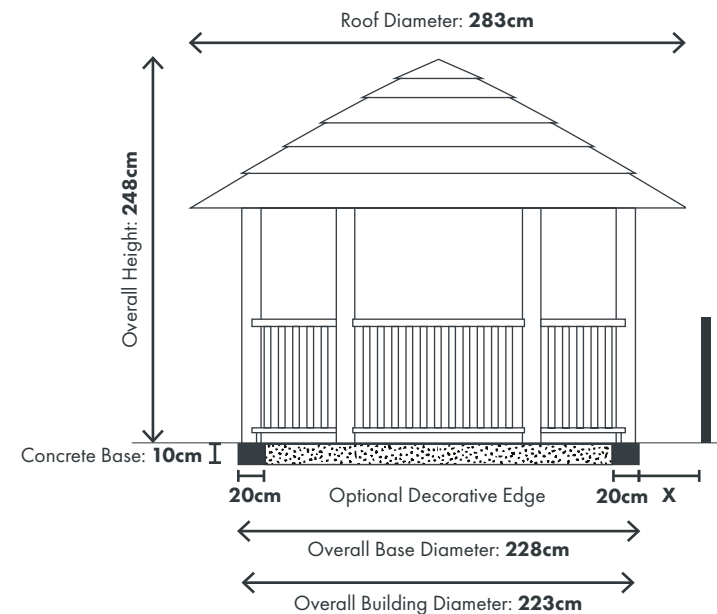 Roof Diameter: 283cm
Overall Height: 248cm
Concrete Base: 10cm
20cm
Optional Decorative Edge
20cm
X
Overall Base Diameter: 228cm
Overall Building Diameter: 223cm